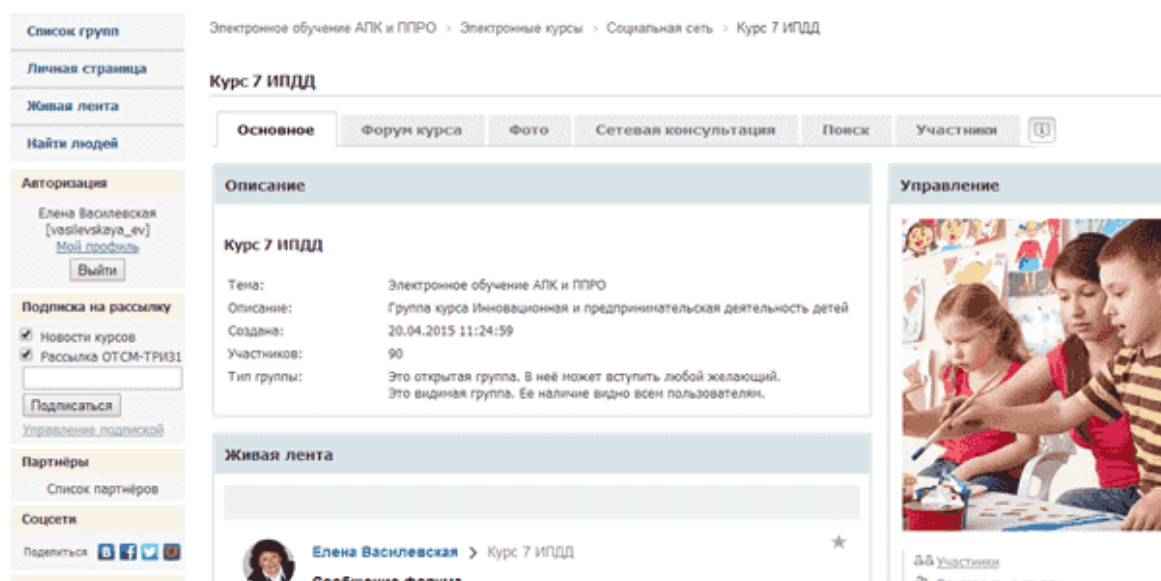 Список групп
Личная страница
Живая лента
Найти людей
Авторизация
Елена Василевская
[vasilevskaya_ev]
Мой профиль
Выйти
Подписка на рассылку
Новости курсов
Рассылка ОТСМ-ТРИЗ1
Подписаться
Управление подпиской
Партнёры
Список партнёров
Соцсети
Поделиться
Электронное обучение АПК и ППРО > Электронные курсы > Социальная сеть > Курс 7 ИПДД
Курс 7 ИПДД
Основное Форум курса Фото Сетевая консультация Поиск Участники
Описание
Курс 7 ИПДД
Тема: Электронное обучение АПК и ППРО
Описание: Группа курса Инновационная и предпрининательская деятельность детей
Создана: 20.04.2015 11:24:59
Участников: 90
Тип группы: Это открытая группа. В неё может вступить любой желающий.
Это видимая группа. Ее наличие видно всем пользователям.
Живая лента
Елена Василевская > Курс 7 ИПДД
Сообщение форума
Управление
Участники